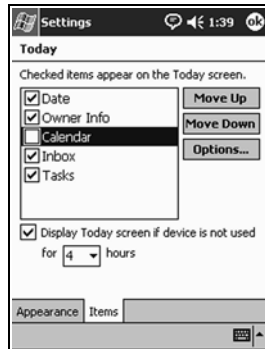 Settings 1:39 ok
Today
Checked items appear on the Today screen.
Date
Owner Info
Calendar
Inbox
Tasks
Move Up
Move Down
Options...
Display Today screen if device is not used
for 4 hours
Appearance Items